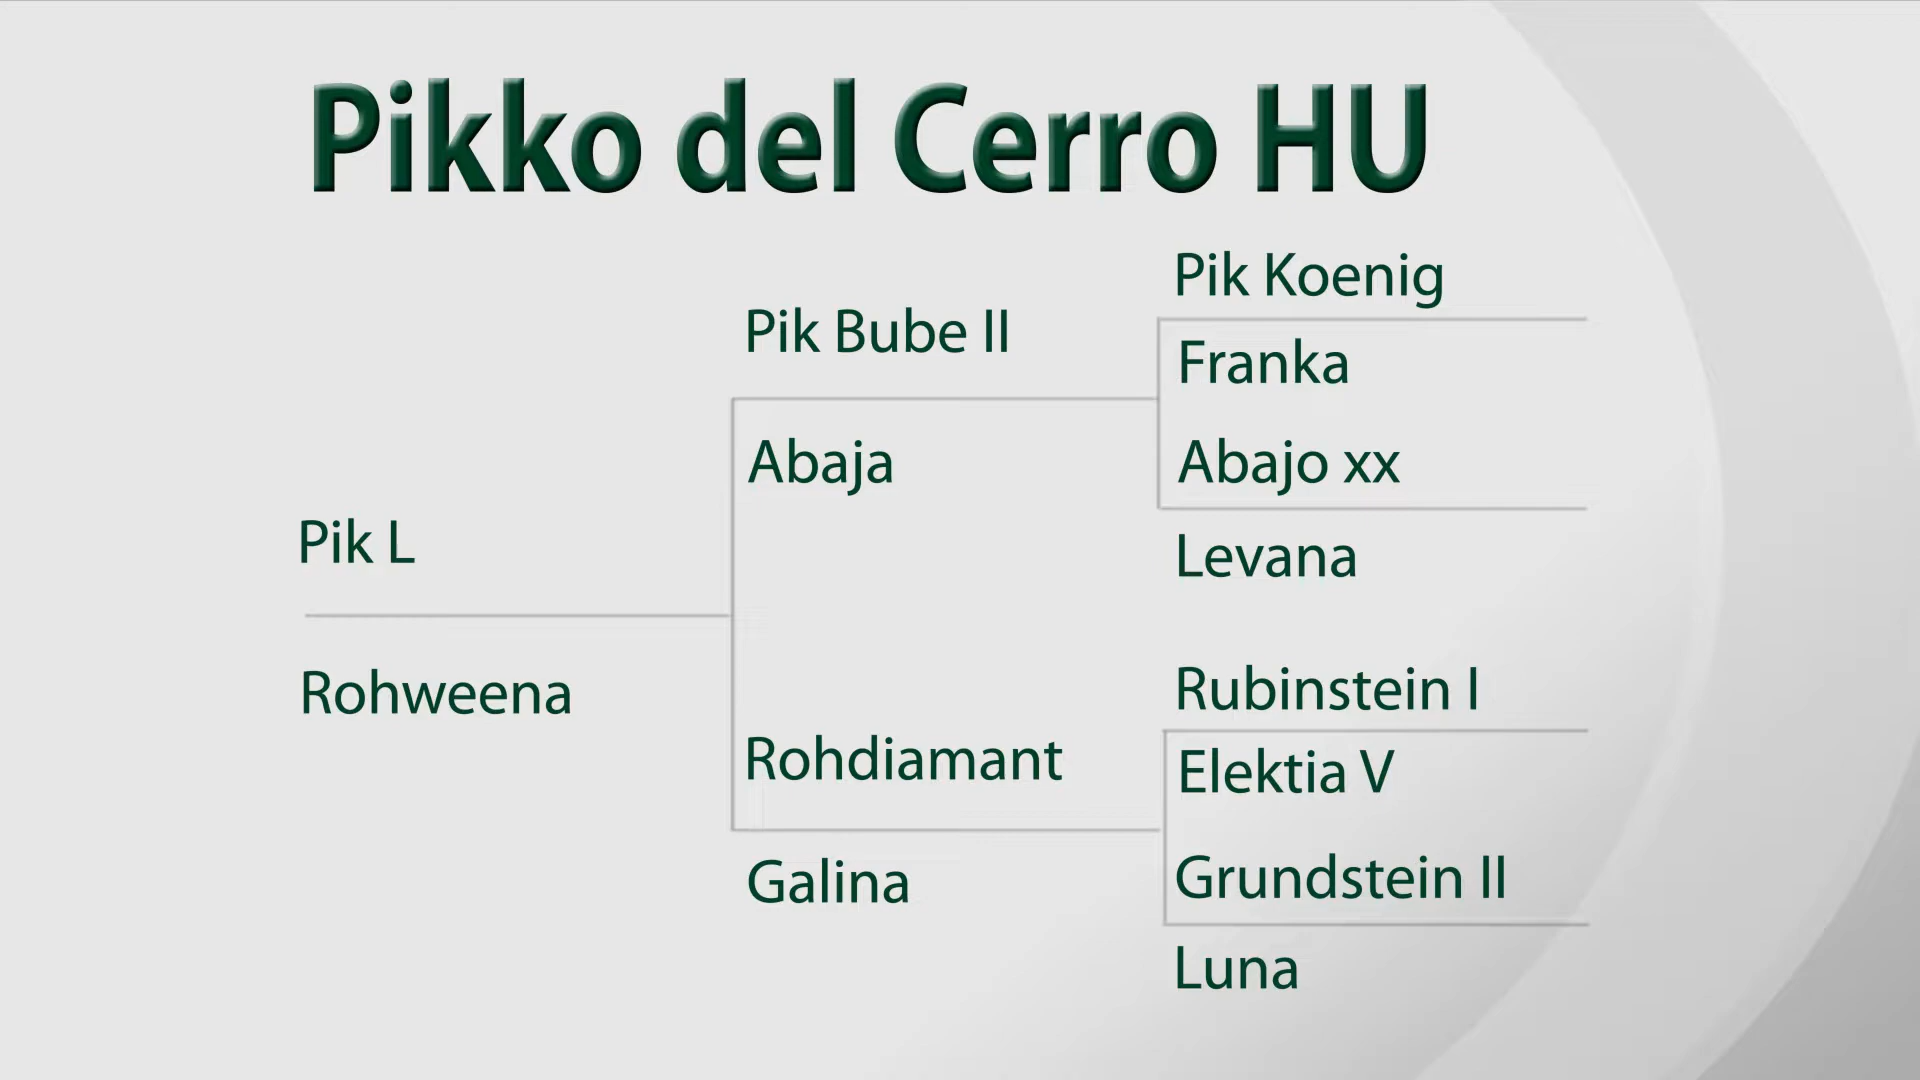 Pikko del Cerro HU
Pik Koenig
Pik Bube II
Franka
Abaja
Abajo xx
Pik L
Levana
Rohweena
Rubinstein I
Rohdiamant
Elektia V
Galina
Grundstein II
Luna